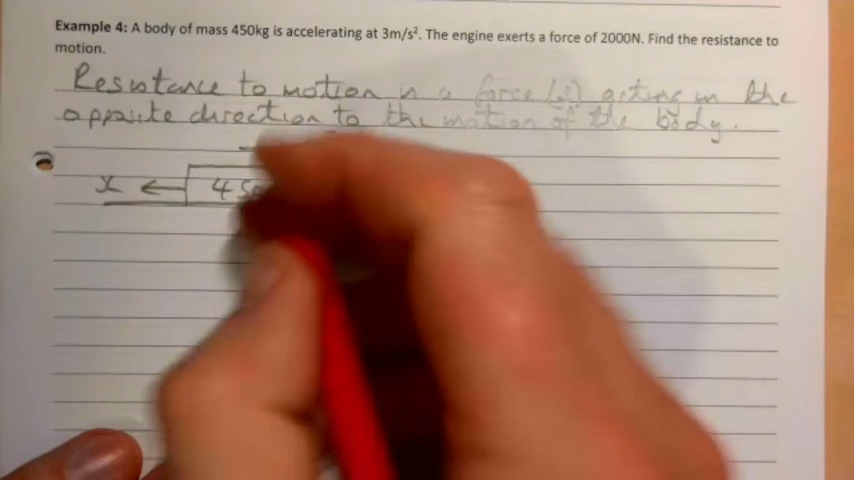 Example 4: A body of mass 450kg is accelerating at 3m/s². The engine exerts a force of 2000N. Find the resistance to
motion.
Resistance to motion is a force (s) acting in the
opposite direction to the motion of the body.
x ← 450